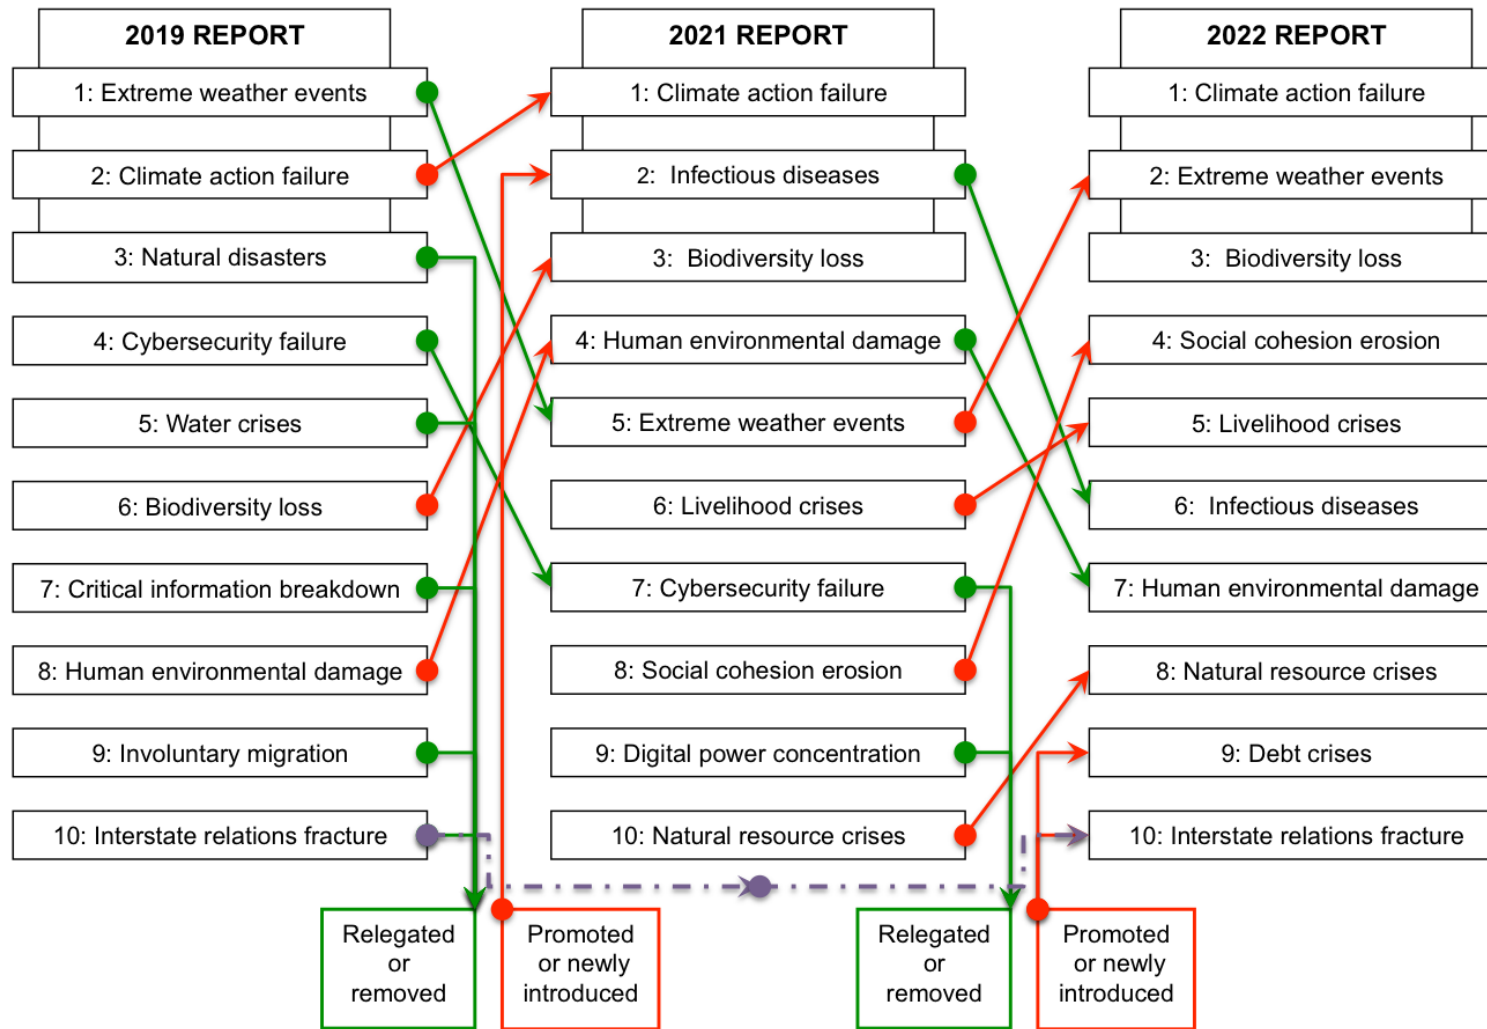 2019 REPORT
1: Extreme weather events
2: Climate action failure
3: Natural disasters
4: Cybersecurity failure
5: Water crises
6: Biodiversity loss
7: Critical information breakdown
8: Human environmental damage
9: Involuntary migration
10: Interstate relations fracture
Relegated
or
removed
Promoted
or newly
introduced
2021 REPORT
1: Climate action failure
2:  Infectious diseases
3:  Biodiversity loss
4: Human environmental damage
5: Extreme weather events
6: Livelihood crises
7: Cybersecurity failure
8: Social cohesion erosion
9: Digital power concentration
10: Natural resource crises
Relegated
or
removed
Promoted
or newly
introduced
2022 REPORT
1: Climate action failure
2: Extreme weather events
3:  Biodiversity loss
4: Social cohesion erosion
5: Livelihood crises
6:  Infectious diseases
7: Human environmental damage
8: Natural resource crises
9: Debt crises
10: Interstate relations fracture